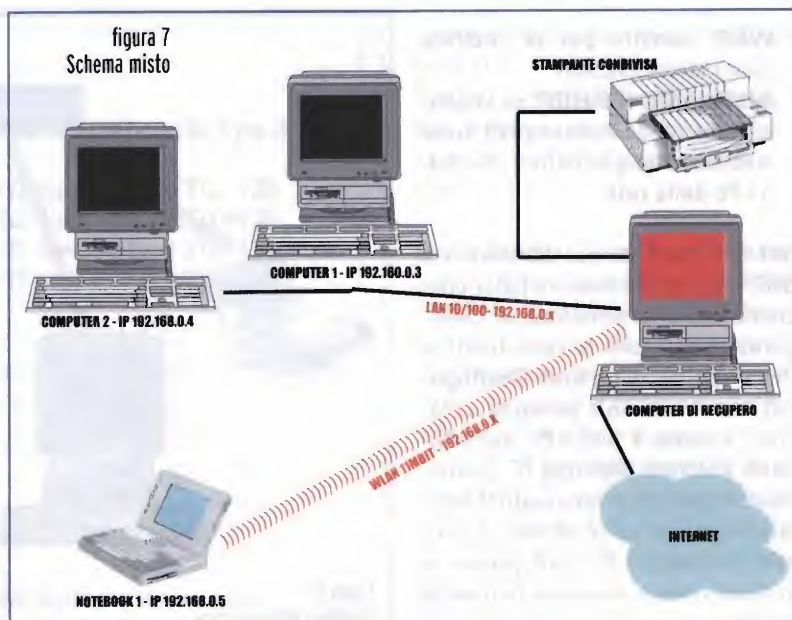 figura 7
Schema misto
STAMPANTE CONDIVISA
COMPUTER 1 - IP 192.160.0.3
COMPUTER 2 - IP 192.168.0.4
LAN 10/100- 192.168.0.x
COMPUTER DI RECUPERO
WLAN 11MBIT - 192.168.0.X
INTERNET
NOTEBOOK 1 - IP 192.168.0.5